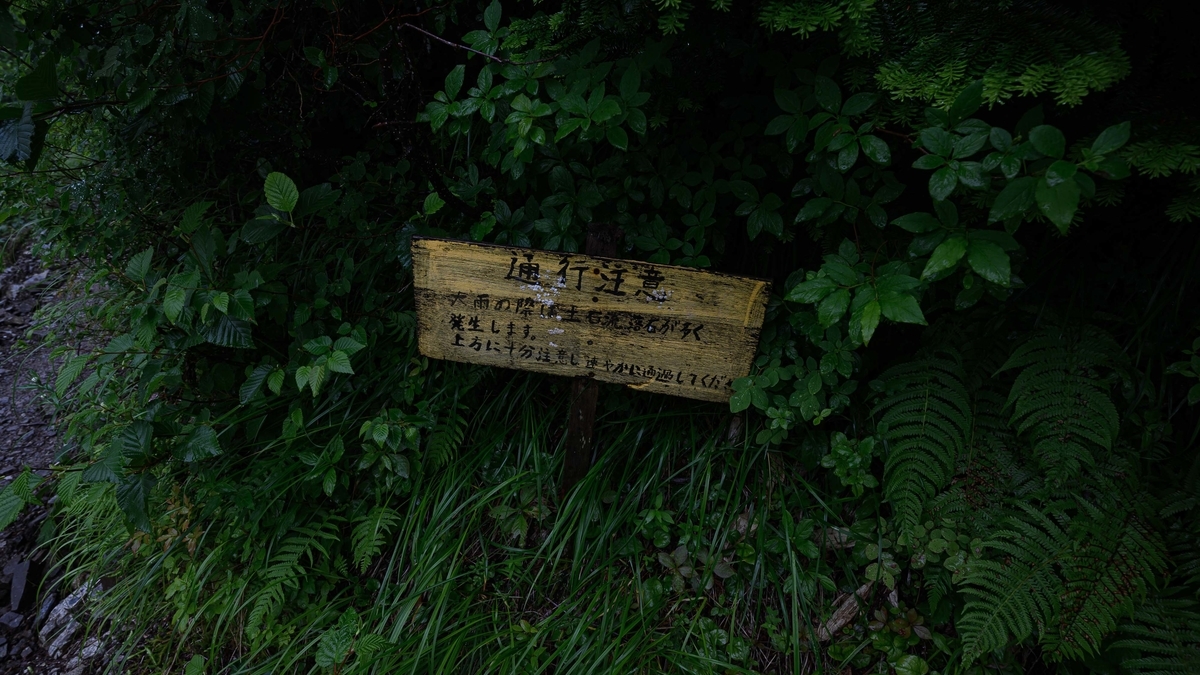 通行注意
大雨の際は土石流落石が多く
発生します。
上方に十分注意し速やかに通過してくださ